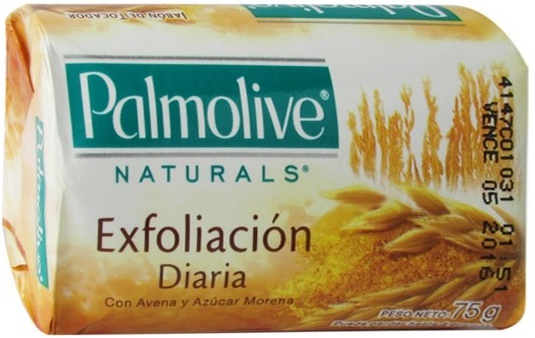 JABÓN DE TOCADOR
Palmolive®
NATURALS®
Exfoliación
Diaria
Con Avena y Azúcar Morena
PESO NETO: 75 g
4147C01031 01:51
VENCE 05 2016
Palmolive